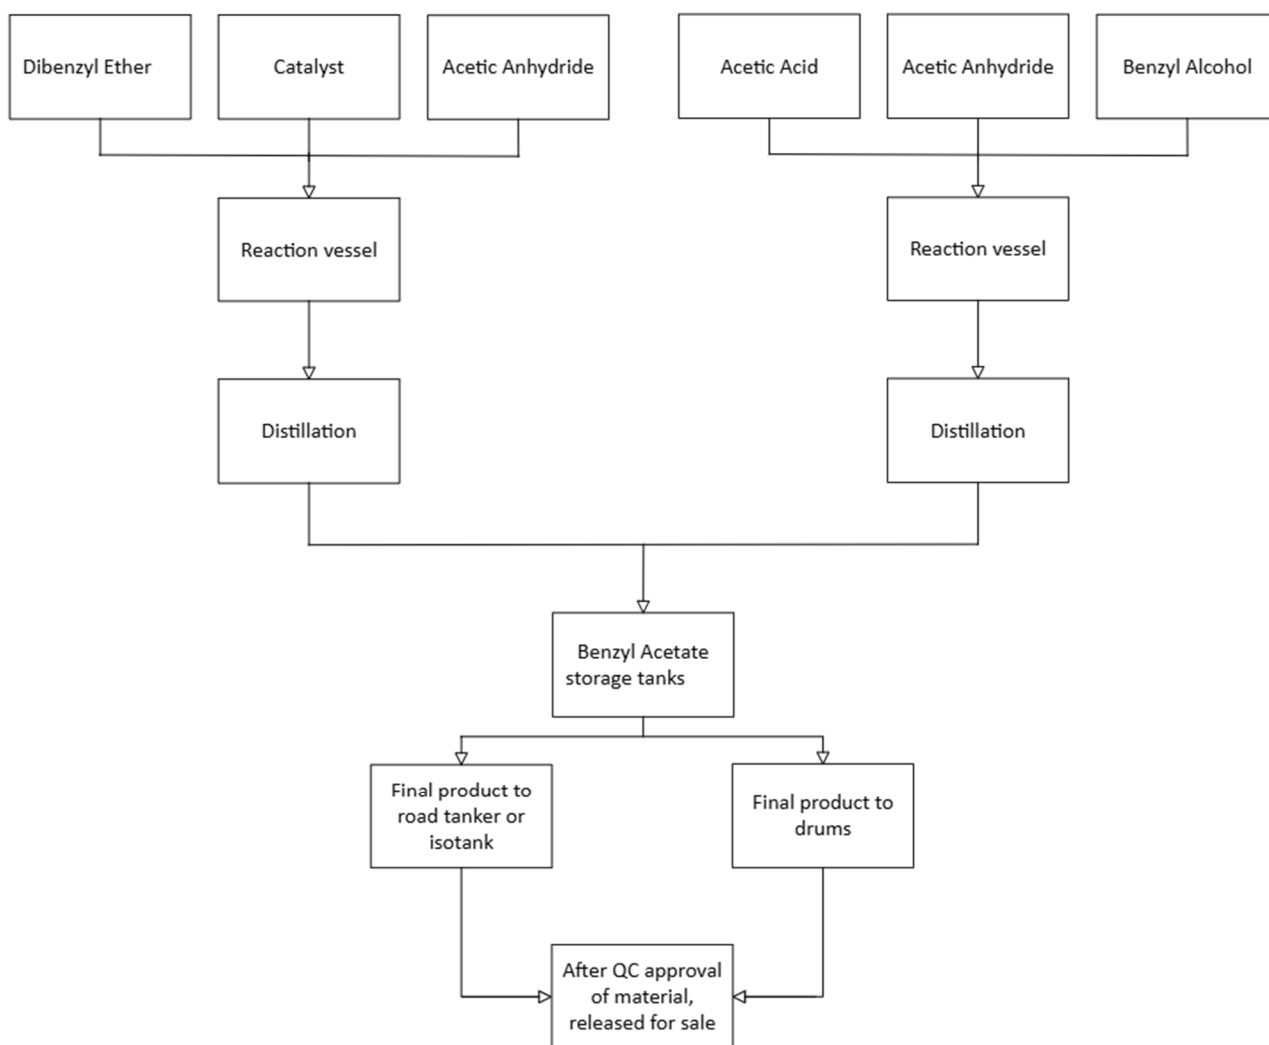 Dibenzyl Ether
Catalyst
Acetic Anhydride
Acetic Acid
Acetic Anhydride
Benzyl Alcohol
Reaction vessel
Reaction vessel
Distillation
Distillation
Benzyl Acetate
storage tanks
Final product to
road tanker or
isotank
Final product to
drums
After QC approval
of material,
released for sale